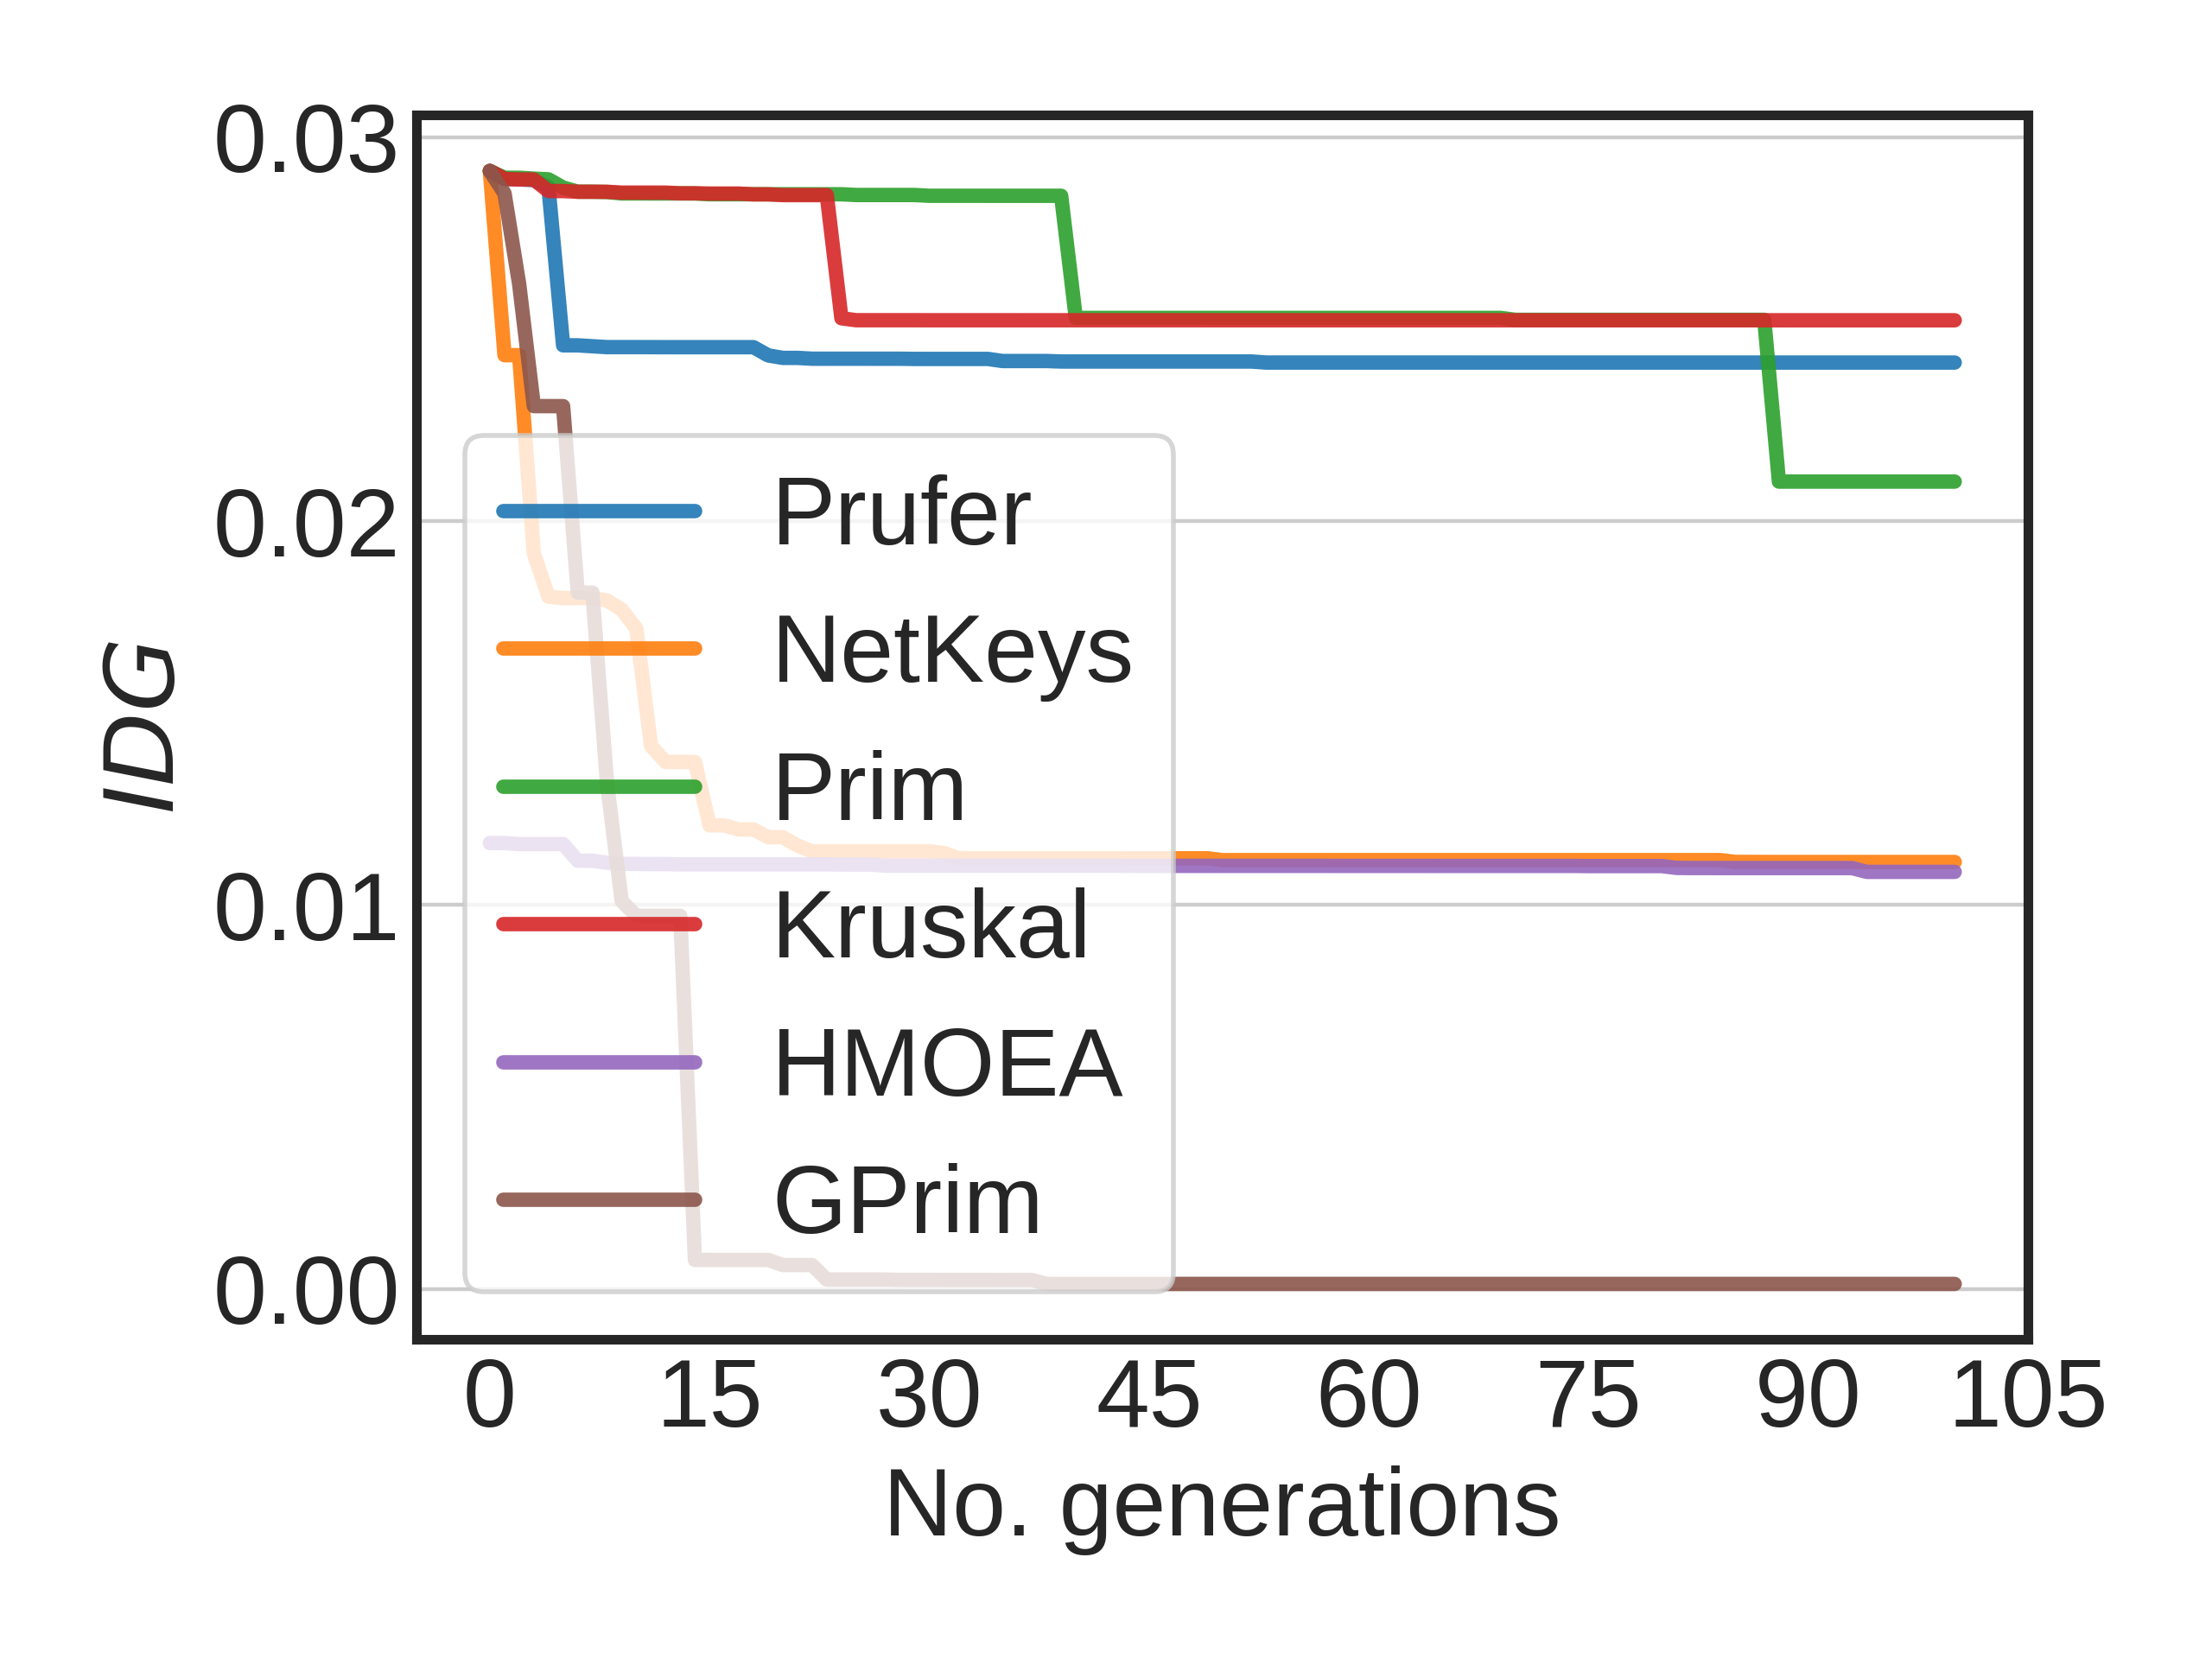 0.03
0.02
0.01
0.00
IDG
Prufer
NetKeys
Prim
Kruskal
HMOEA
GPrim
0 15 30 45 60 75 90 105
No. generations